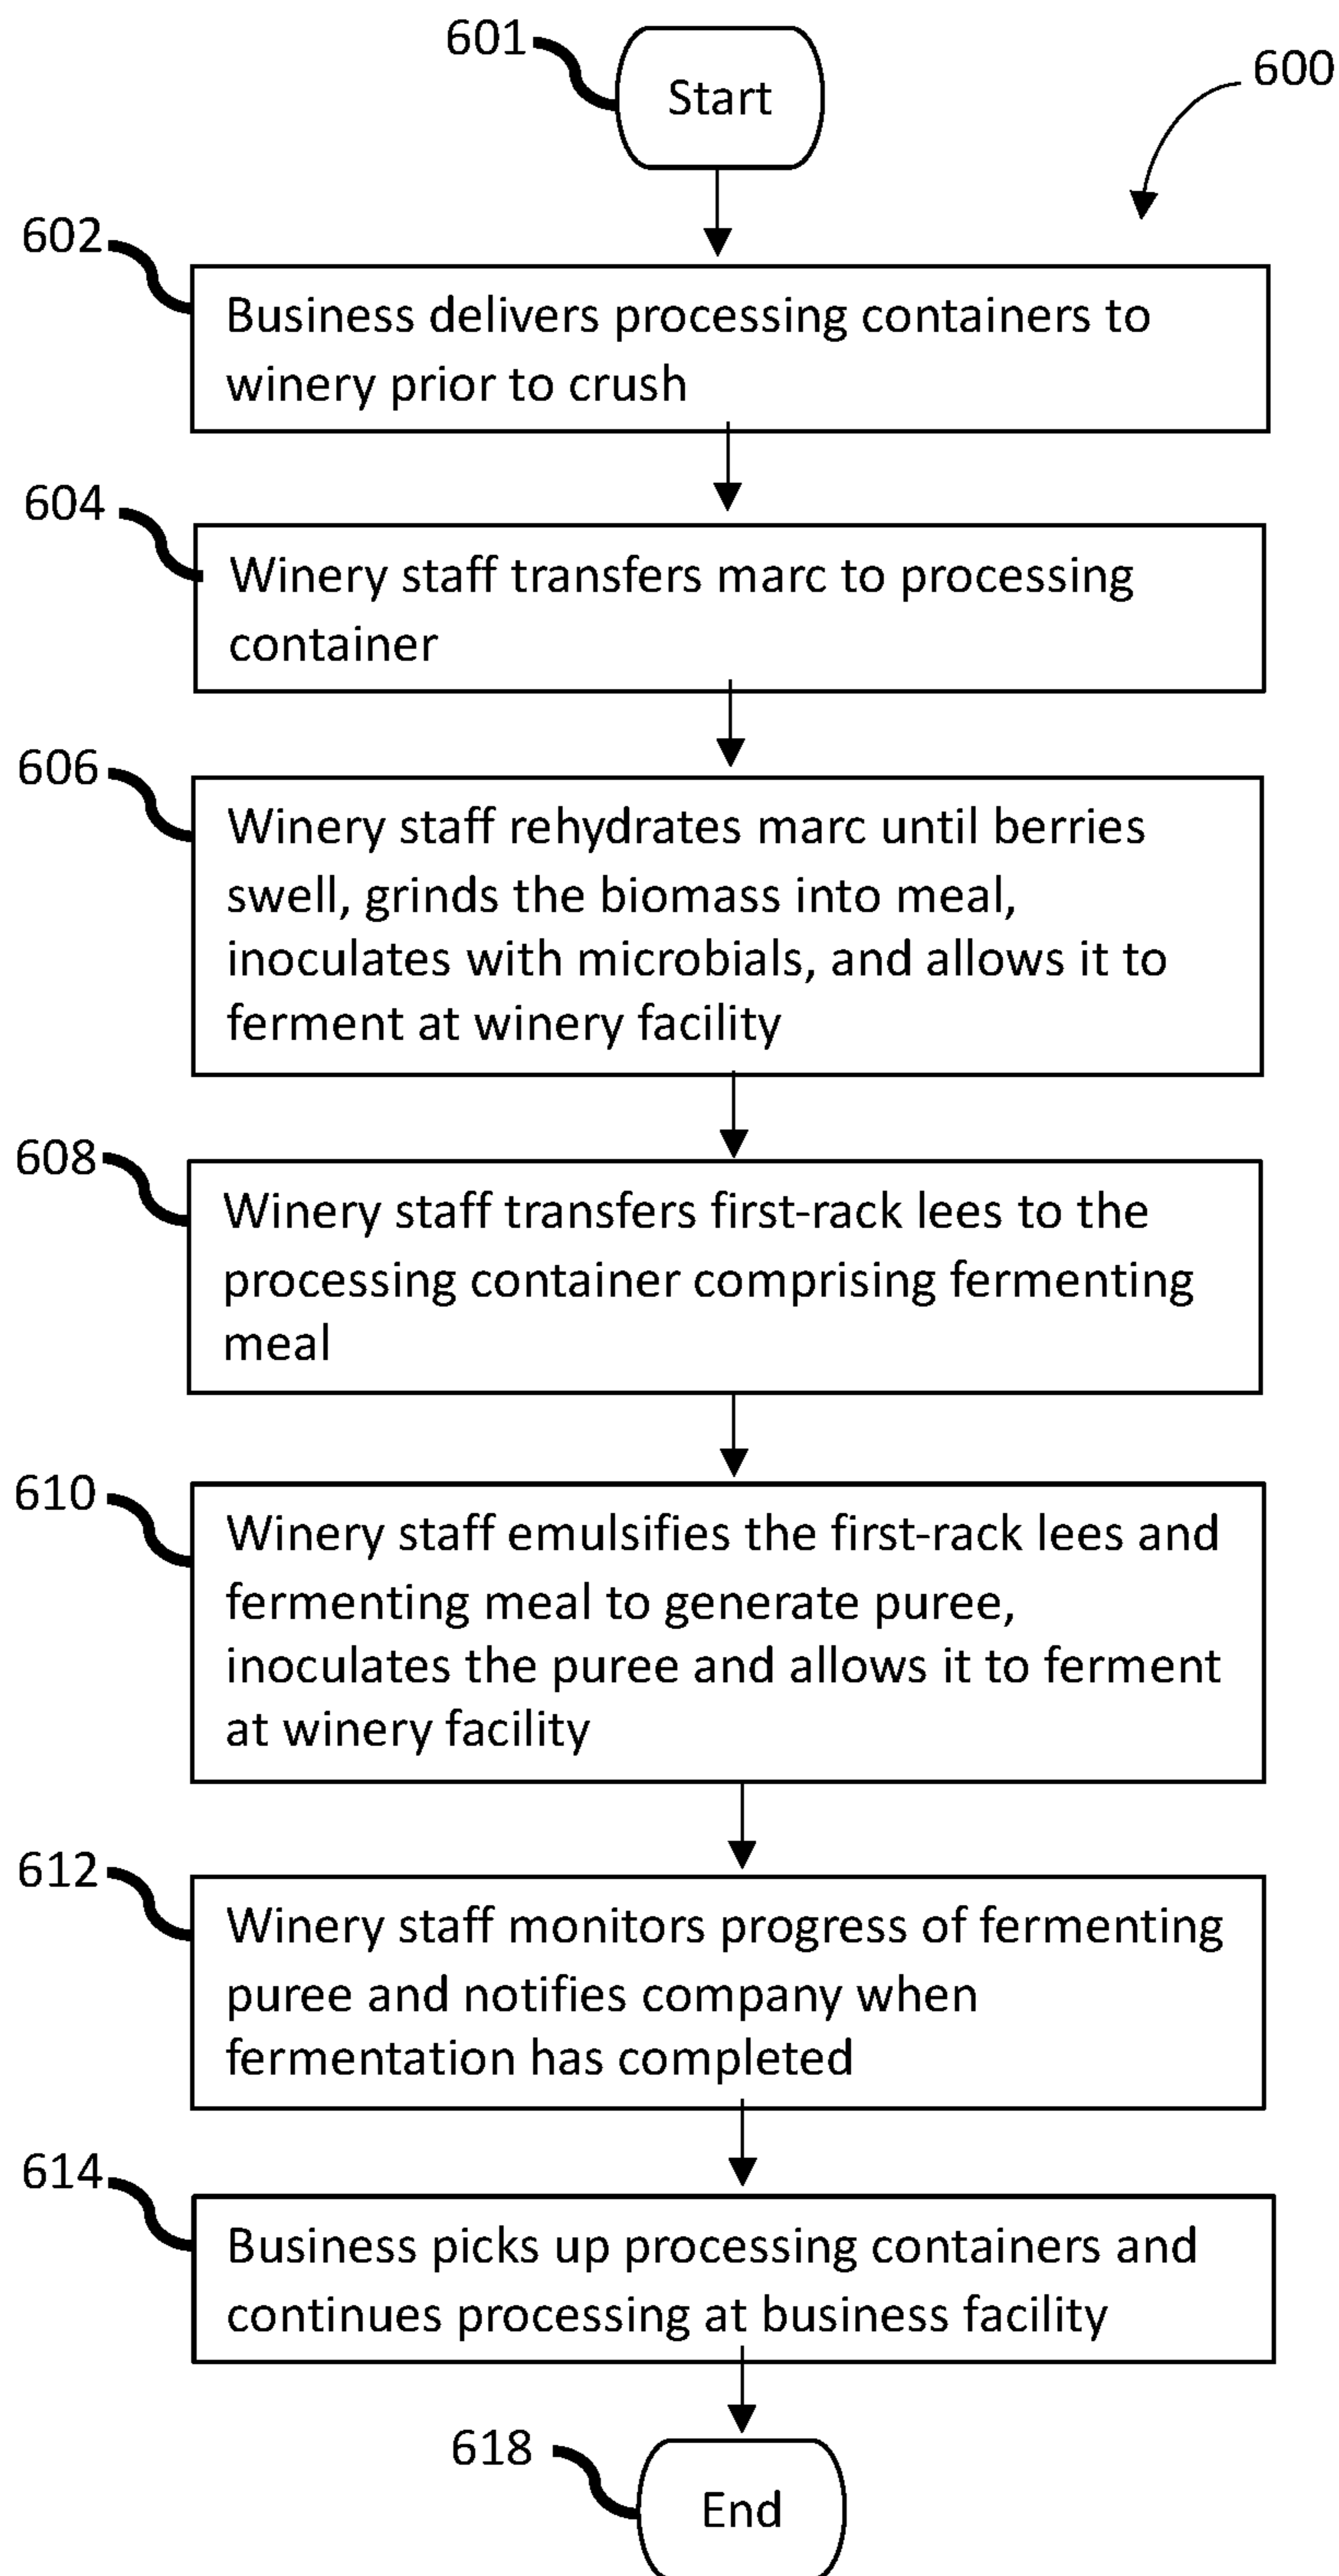 601
Start
600
602
Business delivers processing containers to
winery prior to crush
604
Winery staff transfers marc to processing
container
606
Winery staff rehydrates marc until berries
swell, grinds the biomass into meal,
inoculates with microbials, and allows it to
ferment at winery facility
608
Winery staff transfers first-rack lees to the
processing container comprising fermenting
meal
610
Winery staff emulsifies the first-rack lees and
fermenting meal to generate puree,
inoculates the puree and allows it to ferment
at winery facility
612
Winery staff monitors progress of fermenting
puree and notifies company when
fermentation has completed
614
Business picks up processing containers and
continues processing at business facility
618
End